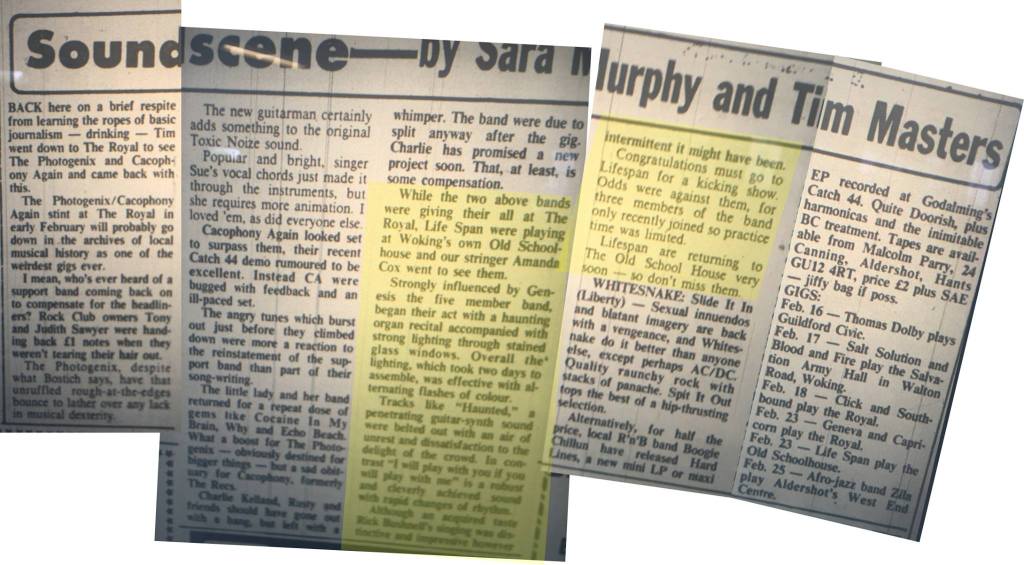 Soundscene—by Sara Murphy and Tim Masters
BACK here on a brief respite
from learning the ropes of basic
journalism — drinking — Tim
went down to The Royal to see
The Photogenix and Cacoph-
ony Again and came back with
this.
The Photogenix/Cacophony
Again stint at The Royal in
early February will probably go
down in the archives of local
musical history as one of the
weirdest gigs ever.
I mean, who's ever heard of a
support band coming back on
to compensate for the headlin-
ers? Rock Club owners Tony
and Judith Sawyer were hand-
ing back £1 notes when they
weren't tearing their hair out.
The Photogenix, despite
what Bostich says, have that
unruffled rough-at-the-edges
bounce to lather over any lack
in musical dexterity.
The new guitarman certainly
adds something to the original
Toxic Noize sound.
Popular and bright, singer
Sue's vocal chords just made it
through the instruments, but
she requires more animation. I
loved 'em, as did everyone else.
Cacophony Again looked set
to surpass them, their recent
Catch 44 demo rumoured to be
excellent. Instead CA were
bugged with feedback and an
ill-paced set.
The angry tunes which burst
out just before they climbed
down were more a reaction to
the reinstatement of the sup-
port band than part of their
song-writing.
The little lady and her band
returned for a repeat dose of
gems like Cocaine In My
Brain, Why and Echo Beach.
What a boost for The Photo-
genix — obviously destined for
bigger things — but a sad obit-
uary for Cacophony, formerly
The Recs.
Charlie Kelland, Rusty and
friends should have gone out
with a bang, but left with a
whimper. The band were due to
split anyway after the gig.
Charlie has promised a new
project soon. That, at least, is
some compensation.
While the two above bands
were giving their all at The
Royal, Life Span were playing
at Woking's own Old School-
house and our stringer Amanda
Cox went to see them.
Strongly influenced by Gen-
esis the five member band,
began their act with a haunting
organ recital accompanied with
strong lighting through stained
glass windows. Overall the
lighting, which took two days to
assemble, was effective with al-
ternating flashes of colour.
Tracks like "Haunted," a
penetrating guitar-synth sound
were belted out with an air of
unrest and dissatisfaction to the
delight of the crowd. In con-
trast "I will play with you if you
will play with me" is a robust
and cleverly achieved sound
with rapid changes of rhythm.
Although an acquired taste
Rick Bushnell's singing was dis-
tinctive and impressive however
intermittent it might have been.
Congratulations must go to
Lifespan for a kicking show.
Odds were against them, for
three members of the band
only recently joined so practice
time was limited.
Lifespan are returning to
The Old School House very
soon — so don't miss them.
WHITESNAKE: Slide It In
(Liberty) — Sexual innuendos
and blatant imagery are back
with a vengeance, and Whites-
nake do it better than anyone
else, except perhaps AC/DC.
Quality raunchy rock with
stacks of panache. Spit It Out
tops the best of a hip-thrusting
selection.
Alternatively, for half the
price, local R'n'B band Boogie
Chillun have released Hard
Lines, a new mini LP or maxi
EP recorded at Godalming's
Catch 44. Quite Doorish, plus
harmonicas and the inimitable
BC treatment. Tapes are avail-
able from Malcolm Parry, 24
Canning, Aldershot, Hants
GU12 4RT, price £2 plus SAE
— jiffy bag if poss.
GIGS:
Feb. 16 — Thomas Dolby plays
Guildford Civic.
Feb. 17 — Salt Solution and
Blood and Fire play the Salva-
tion Army Hall in Walton
Road, Woking.
Feb. 18 — Click and South-
bound play the Royal.
Feb. 23 — Geneva and Capri-
corn play the Royal.
Feb. 23 — Life Span play the
Old Schoolhouse.
Feb. 25 — Afro-jazz band Zila
play Aldershot's West End
Centre.